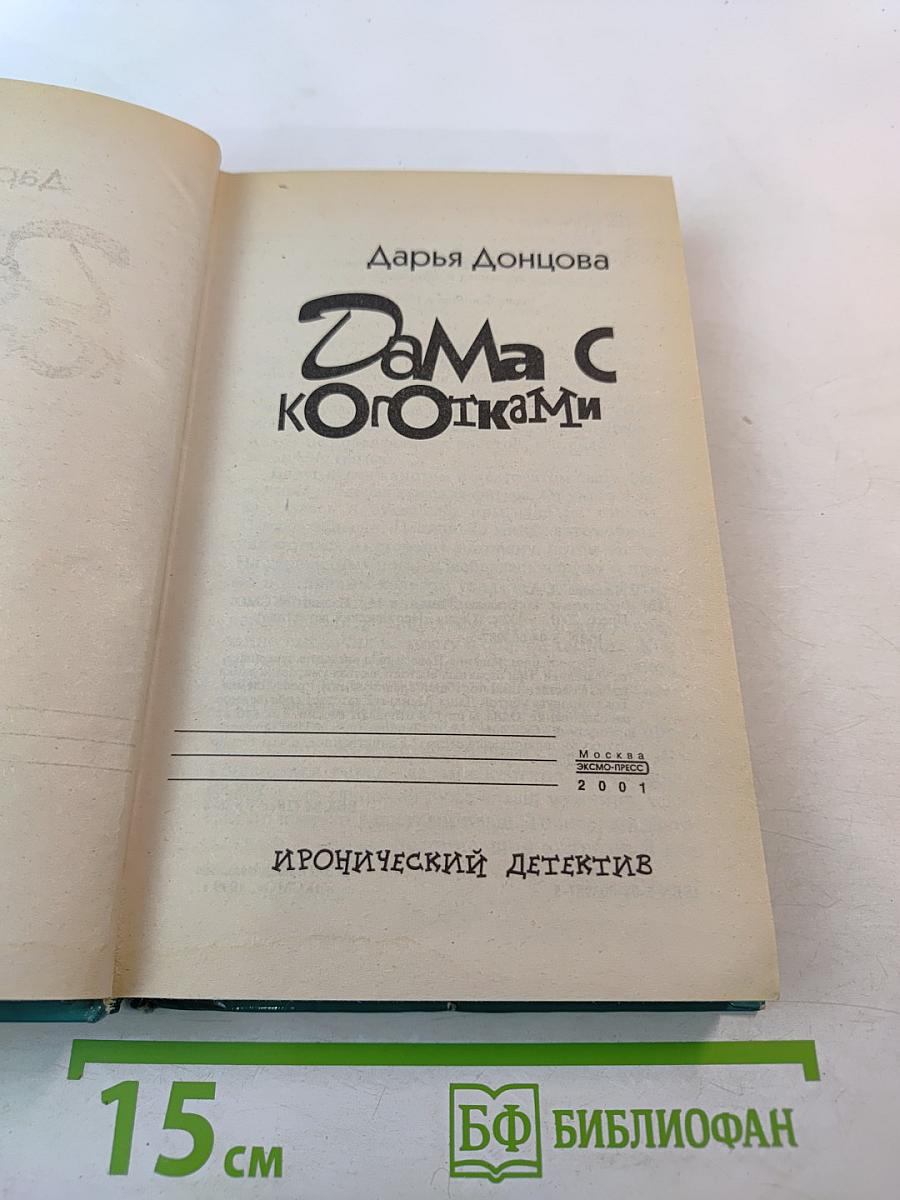 Дарья Донцова
Дама с
коготками
Москва
ЭКСМО-ПРЕСС
2001
ИРОНИЧЕСКИЙ ДЕТЕКТИВ
15 см
БФ БИБЛИОФАН